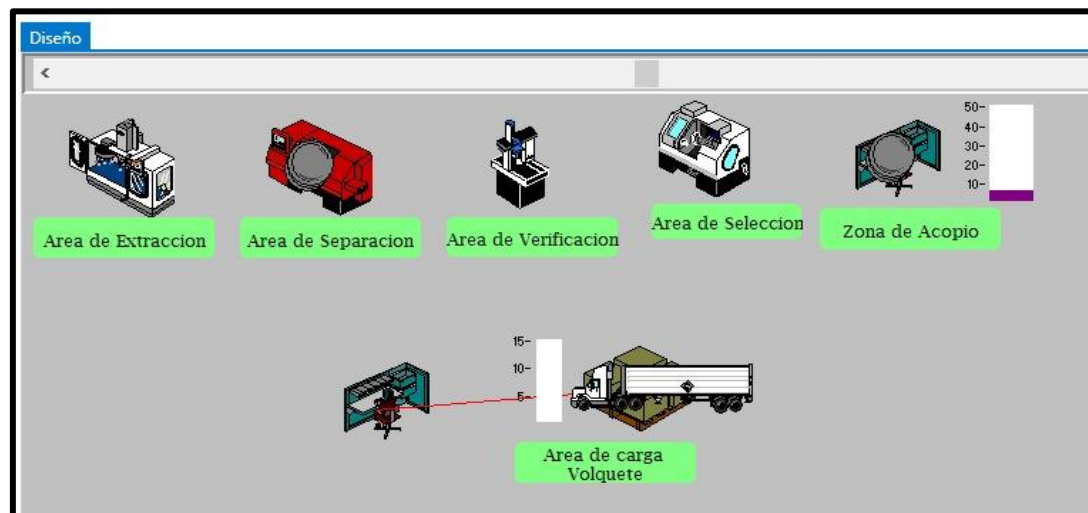 Diseño
<
Area de Extraccion
Area de Separacion
Area de Verificacion
Area de Seleccion
Zona de Acopio
50-
40-
30-
20-
10-
15-
10-
5-
Area de carga
Volquete